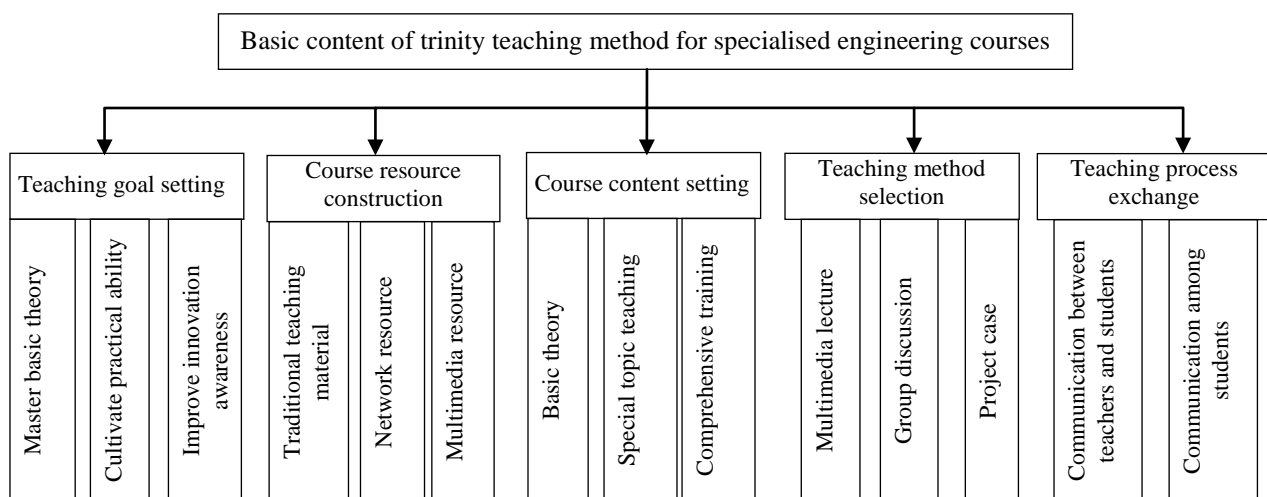 Basic content of trinity teaching method for specialised engineering courses
Teaching goal setting
Course resource
construction
Course content setting
Teaching method
selection
Teaching process
exchange
Master basic theory
Cultivate practical ability
Improve innovation
awareness
Traditional teaching
material
Network resource
Multimedia resource
Basic theory
Special topic teaching
Comprehensive training
Multimedia lecture
Group discussion
Project case
Communication between
teachers and students
Communication among
students